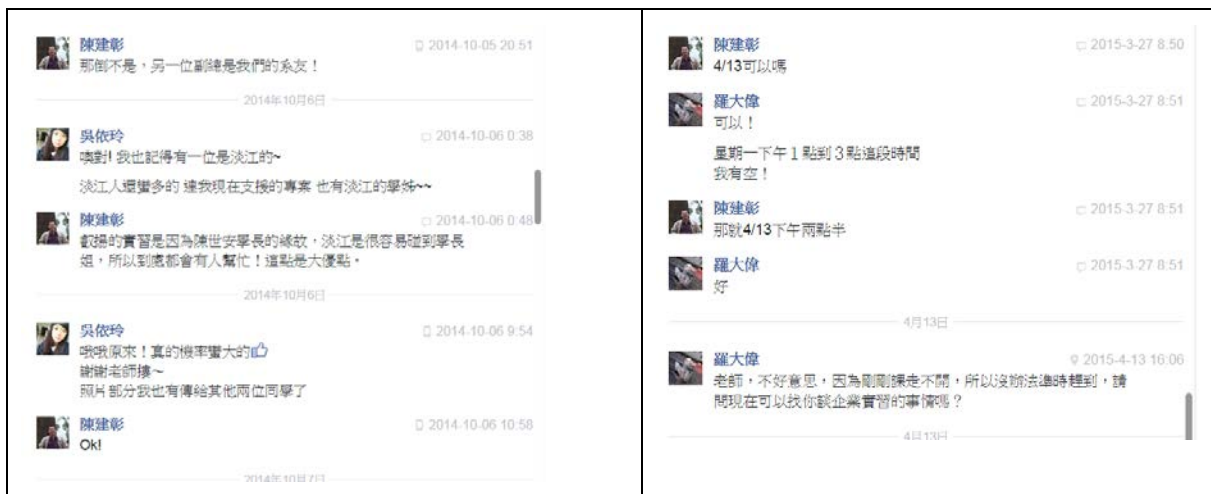 陳建彰
2014-10-05 20:51
那倒不是，另一位副總是我們的系友！
2014年10月6日
吳依玲
2014-10-06 0:38
噢對! 我也記得有一位是淡江的~
淡江人還蠻多的 連我現在支援的專案 也有淡江的學姊~~
陳建彰
2014-10-06 0:48
叡揚的實習是因為陳世安學長的緣故，淡江是很容易碰到學長
姐，所以到處都會有人幫忙！這點是大優點。
2014年10月6日
吳依玲
2014-10-06 9:54
哦哦原來！真的機率蠻大的
謝謝老師摟~
照片部分我也有傳給其他兩位同學了
陳建彰
2014-10-06 10:58
Ok!
2014年10月7日
陳建彰
2015-3-27 8:50
4/13可以嗎
羅大偉
2015-3-27 8:51
可以！
星期一下午１點到３點這段時間
我有空！
陳建彰
2015-3-27 8:51
那就4/13下午兩點半
羅大偉
2015-3-27 8:51
好
4月13日
羅大偉
2015-4-13 16:06
老師，不好意思，因為剛剛課走不開，所以沒辦法準時趕到，請
問現在可以找你談企業實習的事情嗎？
4月13日